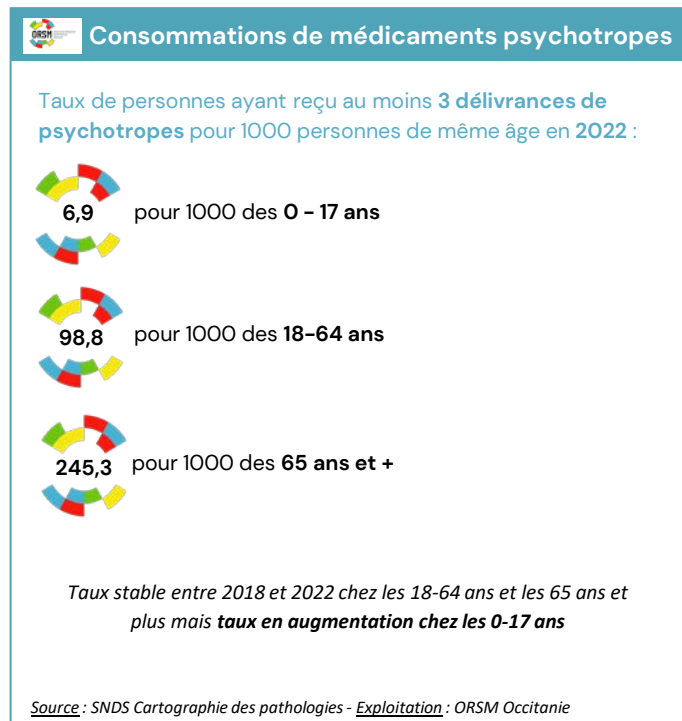 ORSM
Consommations de médicaments psychotropes
Taux de personnes ayant reçu au moins 3 délivrances de
psychotropes pour 1000 personnes de même âge en 2022 :
6,9 pour 1000 des 0 - 17 ans
98,8 pour 1000 des 18-64 ans
245,3 pour 1000 des 65 ans et +
Taux stable entre 2018 et 2022 chez les 18-64 ans et les 65 ans et
plus mais taux en augmentation chez les 0-17 ans
Source : SNDS Cartographie des pathologies - Exploitation : ORSM Occitanie